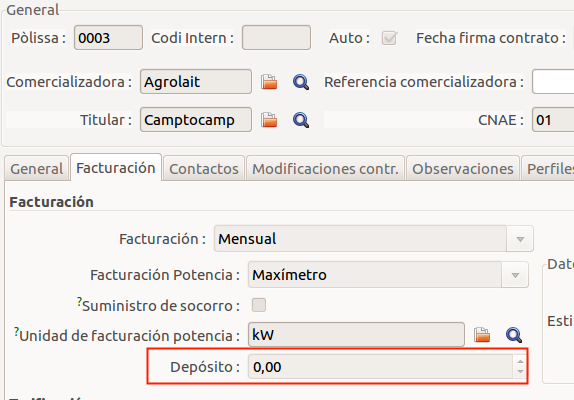 General
Pòlissa : 0003 Codi Intern : Auto : Fecha firma contrato :
Comercializadora : Agrolait Referencia comercializadora :
Titular : Camptocamp CNAE : 01
General Facturación Contactos Modificaciones contr. Observaciones Perfiles
Facturación
Facturación : Mensual
Facturación Potencia : Maxímetro
?Suministro de socorro :
?Unidad de facturación potencia : kW
Depósito : 0,00
Date
Esti